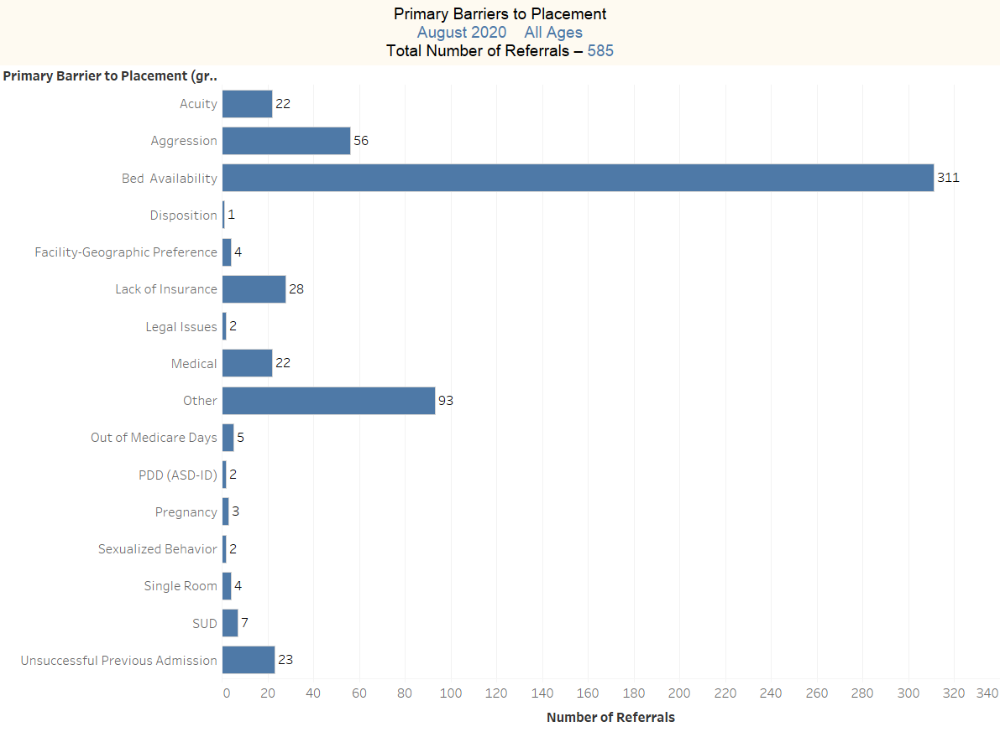 Primary Barriers to Placement
August 2020 All Ages
Total Number of Referrals – 585
Primary Barrier to Placement (gr..
Acuity 22
Aggression 56
Bed Availability 311
Disposition 1
Facility-Geographic Preference 4
Lack of Insurance 28
Legal Issues 2
Medical 22
Other 93
Out of Medicare Days 5
PDD (ASD-ID) 2
Pregnancy 3
Sexualized Behavior 2
Single Room 4
SUD 7
Unsuccessful Previous Admission 23
0 20 40 60 80 100 120 140 160 180 200 220 240 260 280 300 320 340
Number of Referrals